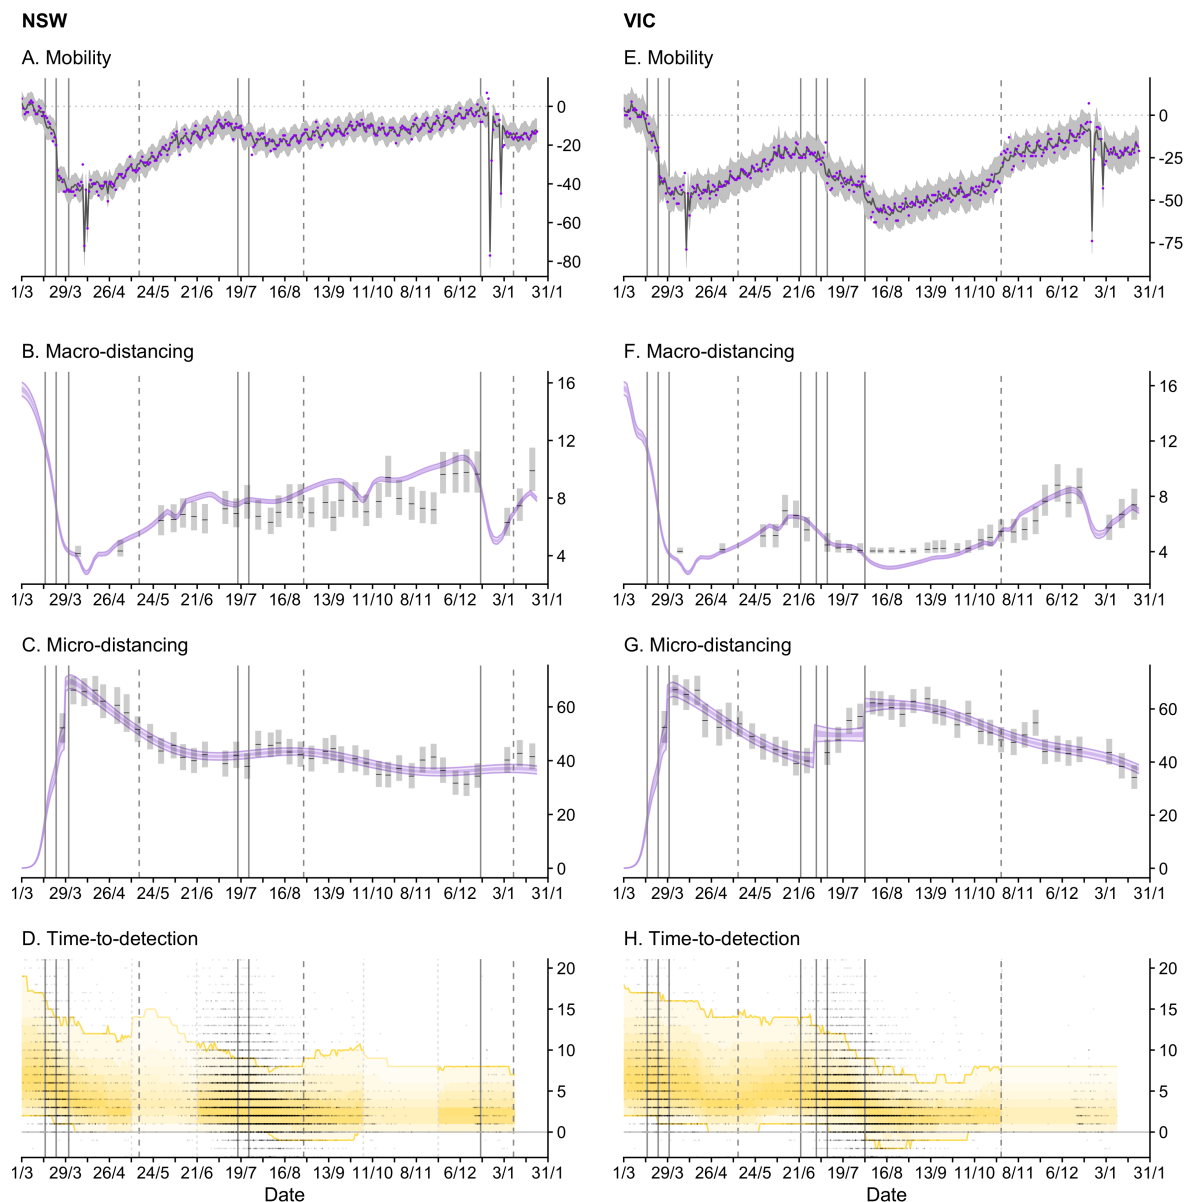 NSW
VIC
A. Mobility
E. Mobility
0
-20
-40
-60
-80
0
-25
-50
-75
1/3 29/3 26/4 24/5 21/6 19/7 16/8 13/9 11/10 8/11 6/12 3/1 31/1
1/3 29/3 26/4 24/5 21/6 19/7 16/8 13/9 11/10 8/11 6/12 3/1 31/1
B. Macro-distancing
F. Macro-distancing
16
12
8
4
16
12
8
4
1/3 29/3 26/4 24/5 21/6 19/7 16/8 13/9 11/10 8/11 6/12 3/1 31/1
1/3 29/3 26/4 24/5 21/6 19/7 16/8 13/9 11/10 8/11 6/12 3/1 31/1
C. Micro-distancing
G. Micro-distancing
60
40
20
0
60
40
20
0
1/3 29/3 26/4 24/5 21/6 19/7 16/8 13/9 11/10 8/11 6/12 3/1 31/1
1/3 29/3 26/4 24/5 21/6 19/7 16/8 13/9 11/10 8/11 6/12 3/1 31/1
D. Time-to-detection
H. Time-to-detection
20
15
10
5
0
20
15
10
5
0
1/3 29/3 26/4 24/5 21/6 19/7 16/8 13/9 11/10 8/11 6/12 3/1 31/1
1/3 29/3 26/4 24/5 21/6 19/7 16/8 13/9 11/10 8/11 6/12 3/1 31/1
Date
Date